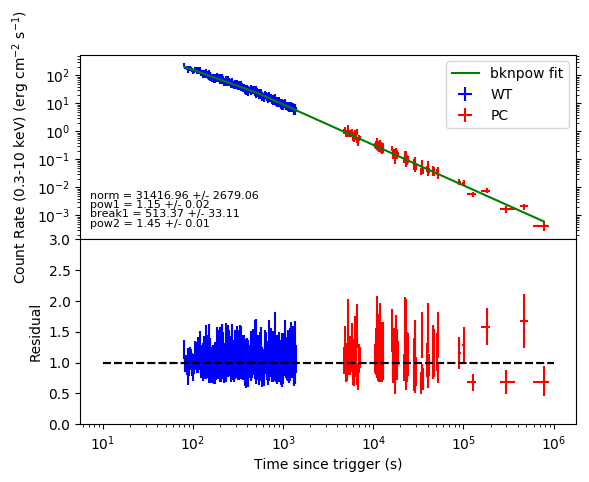 Count Rate (0.3-10 keV) (erg cm⁻² s⁻¹)
10²
10¹
10⁰
10⁻¹
10⁻²
10⁻³
bknpow fit
WT
PC
norm = 31416.96 +/- 2679.06
pow1 = 1.15 +/- 0.02
break1 = 513.37 +/- 33.11
pow2 = 1.45 +/- 0.01
Residual
3.0
2.5
2.0
1.5
1.0
0.5
0.0
10¹ 10² 10³ 10⁴ 10⁵ 10⁶
Time since trigger (s)